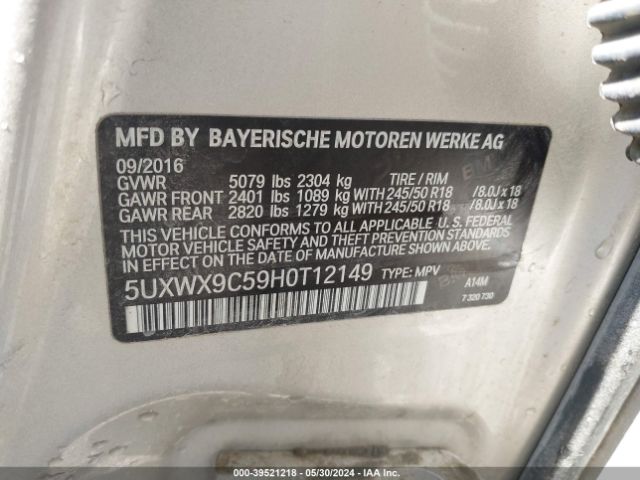 MFD BY BAYERISCHE MOTOREN WERKE AG
09/2016
GVWR 5079 lbs 2304 kg TIRE / RIM
GAWR FRONT 2401 lbs 1089 kg WITH 245/50 R18 /8.0J x 18
GAWR REAR 2820 lbs 1279 kg WITH 245/50 R18 /8.0J x 18
THIS VEHICLE CONFORMS TO ALL APPLICABLE U.S. FEDERAL
MOTOR VEHICLE SAFETY AND THEFT PREVENTION STANDARDS
IN EFFECT ON THE DATE OF MANUFACTURE SHOWN ABOVE.
5UXWX9C59H0T12149 TYPE: MPV
A14M
7 320 730
000-39521218 - 05/30/2024 - IAA Inc.